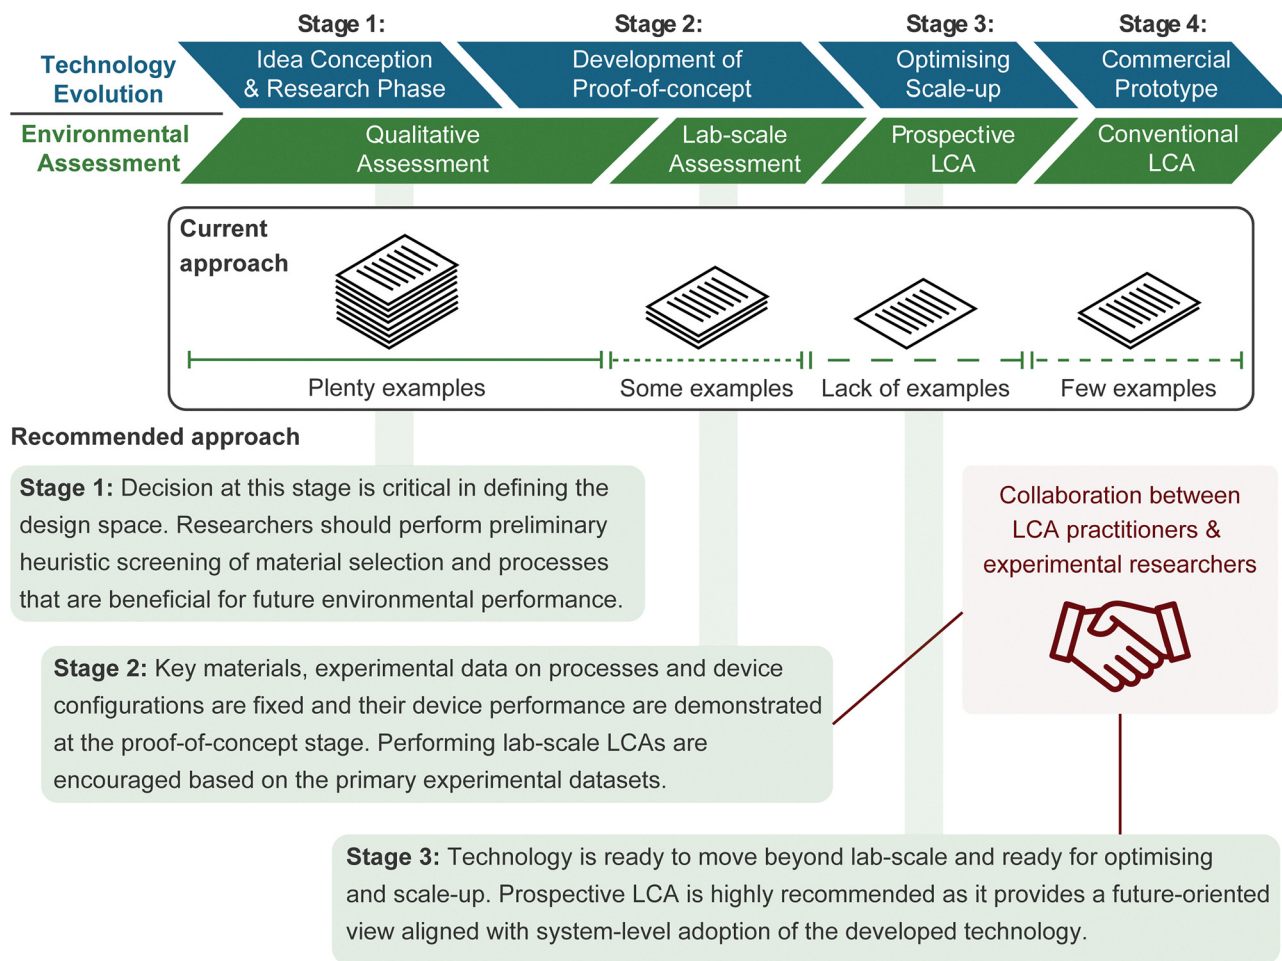 Stage 1:
Stage 2:
Stage 3:
Stage 4:
Technology
Evolution
Idea Conception
& Research Phase
Development of
Proof-of-concept
Optimising
Scale-up
Commercial
Prototype
Environmental
Assessment
Qualitative
Assessment
Lab-scale
Assessment
Prospective
LCA
Conventional
LCA
Current
approach
Plenty examples
Some examples
Lack of examples
Few examples
Recommended approach
Stage 1: Decision at this stage is critical in defining the
design space. Researchers should perform preliminary
heuristic screening of material selection and processes
that are beneficial for future environmental performance.
Collaboration between
LCA practitioners &
experimental researchers
Stage 2: Key materials, experimental data on processes and device
configurations are fixed and their device performance are demonstrated
at the proof-of-concept stage. Performing lab-scale LCAs are
encouraged based on the primary experimental datasets.
Stage 3: Technology is ready to move beyond lab-scale and ready for optimising
and scale-up. Prospective LCA is highly recommended as it provides a future-oriented
view aligned with system-level adoption of the developed technology.